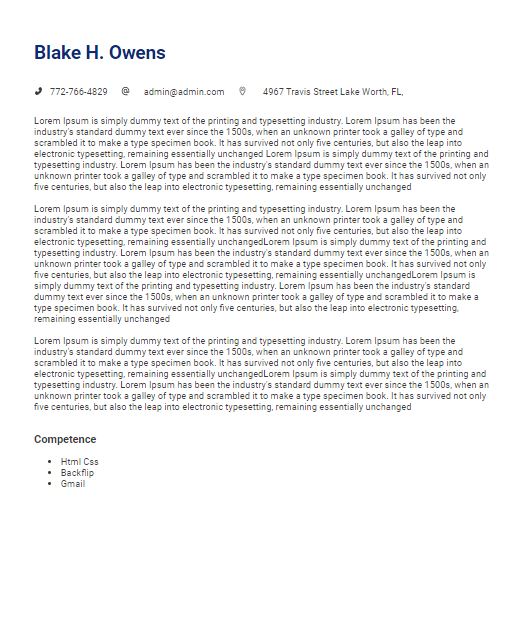 Blake H. Owens
772-766-4829 @ admin@admin.com 4967 Travis Street Lake Worth, FL,
Lorem Ipsum is simply dummy text of the printing and typesetting industry. Lorem Ipsum has been the
industry's standard dummy text ever since the 1500s, when an unknown printer took a galley of type and
scrambled it to make a type specimen book. It has survived not only five centuries, but also the leap into
electronic typesetting, remaining essentially unchanged Lorem Ipsum is simply dummy text of the printing and
typesetting industry. Lorem Ipsum has been the industry's standard dummy text ever since the 1500s, when an
unknown printer took a galley of type and scrambled it to make a type specimen book. It has survived not only
five centuries, but also the leap into electronic typesetting, remaining essentially unchanged
Lorem Ipsum is simply dummy text of the printing and typesetting industry. Lorem Ipsum has been the
industry's standard dummy text ever since the 1500s, when an unknown printer took a galley of type and
scrambled it to make a type specimen book. It has survived not only five centuries, but also the leap into
electronic typesetting, remaining essentially unchangedLorem Ipsum is simply dummy text of the printing and
typesetting industry. Lorem Ipsum has been the industry's standard dummy text ever since the 1500s, when an
unknown printer took a galley of type and scrambled it to make a type specimen book. It has survived not only
five centuries, but also the leap into electronic typesetting, remaining essentially unchangedLorem Ipsum is
simply dummy text of the printing and typesetting industry. Lorem Ipsum has been the industry's standard
dummy text ever since the 1500s, when an unknown printer took a galley of type and scrambled it to make a
type specimen book. It has survived not only five centuries, but also the leap into electronic typesetting,
remaining essentially unchanged
Lorem Ipsum is simply dummy text of the printing and typesetting industry. Lorem Ipsum has been the
industry's standard dummy text ever since the 1500s, when an unknown printer took a galley of type and
scrambled it to make a type specimen book. It has survived not only five centuries, but also the leap into
electronic typesetting, remaining essentially unchangedLorem Ipsum is simply dummy text of the printing and
typesetting industry. Lorem Ipsum has been the industry's standard dummy text ever since the 1500s, when an
unknown printer took a galley of type and scrambled it to make a type specimen book. It has survived not only
five centuries, but also the leap into electronic typesetting, remaining essentially unchanged
Competence
• Html Css
• Backflip
• Gmail